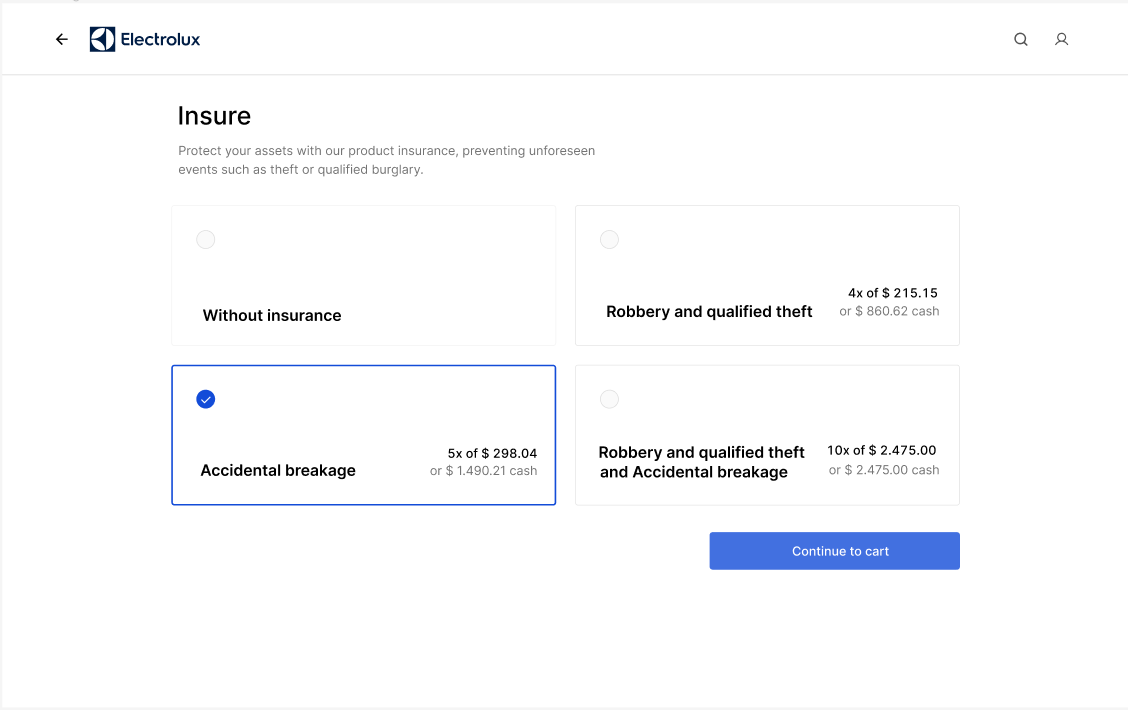 Electrolux
Insure
Protect your assets with our product insurance, preventing unforeseen
events such as theft or qualified burglary.
Without insurance
4x of $ 215.15
Robbery and qualified theft
or $ 860.62 cash
5x of $ 298.04
Accidental breakage
or $ 1.490.21 cash
Robbery and qualified theft
and Accidental breakage
10x of $ 2.475.00
or $ 2.475.00 cash
Continue to cart